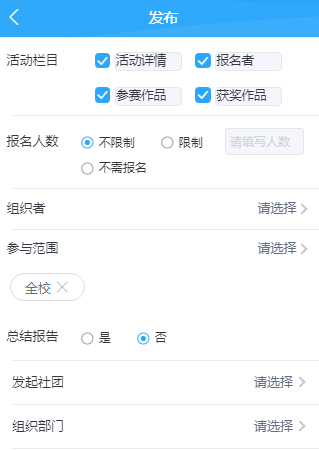 发布
活动栏目 活动详情 报名者
参赛作品 获奖作品
报名人数 不限制 限制 请填写人数
不需报名
组织者 请选择
参与范围 请选择
全校
总结报告 是 否
发起社团 请选择
组织部门 请选择